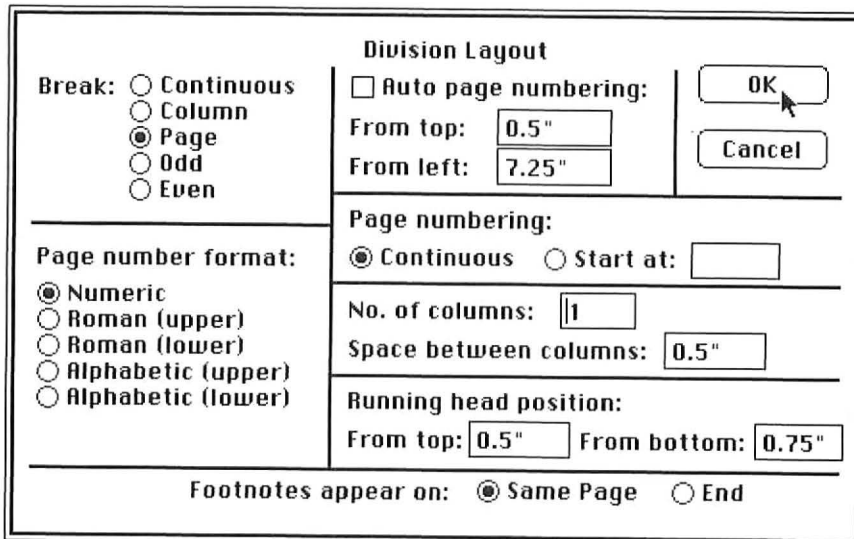 Division Layout
Break: Continuous
Column
Page
Odd
Even
Auto page numbering:
From top: 0.5"
From left: 7.25"
OK
Cancel
Page number format:
Numeric
Roman (upper)
Roman (lower)
Alphabetic (upper)
Alphabetic (lower)
Page numbering:
Continuous Start at:
No. of columns: 1
Space between columns: 0.5"
Running head position:
From top: 0.5" From bottom: 0.75"
Footnotes appear on: Same Page End